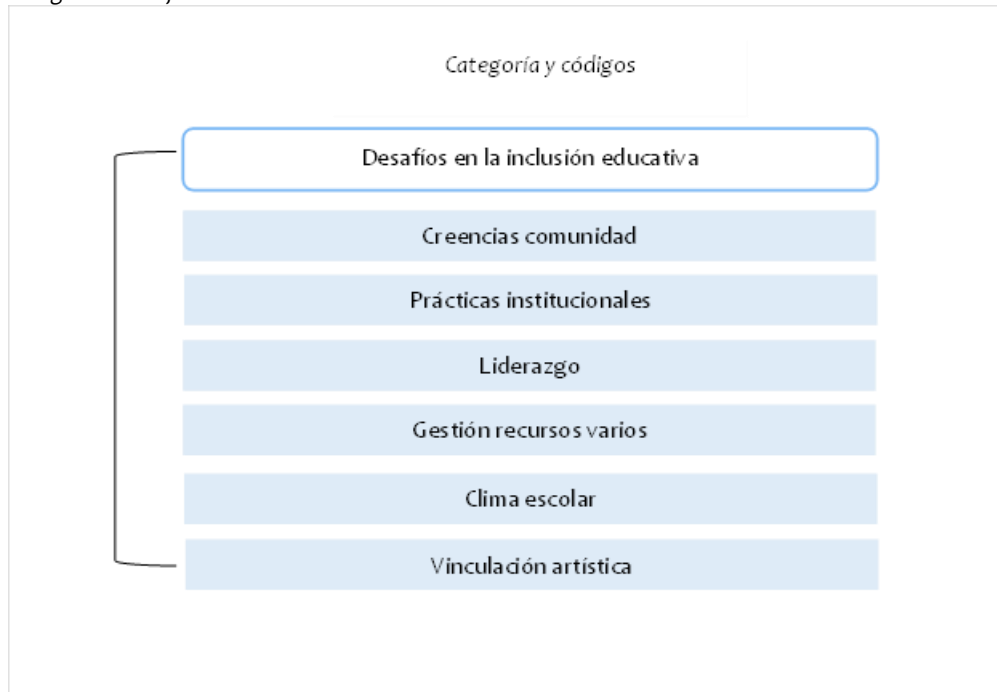 Categoría y códigos
Desafíos en la inclusión educativa
Creencias comunidad
Prácticas institucionales
Liderazgo
Gestión recursos varios
Clima escolar
Vinculación artística